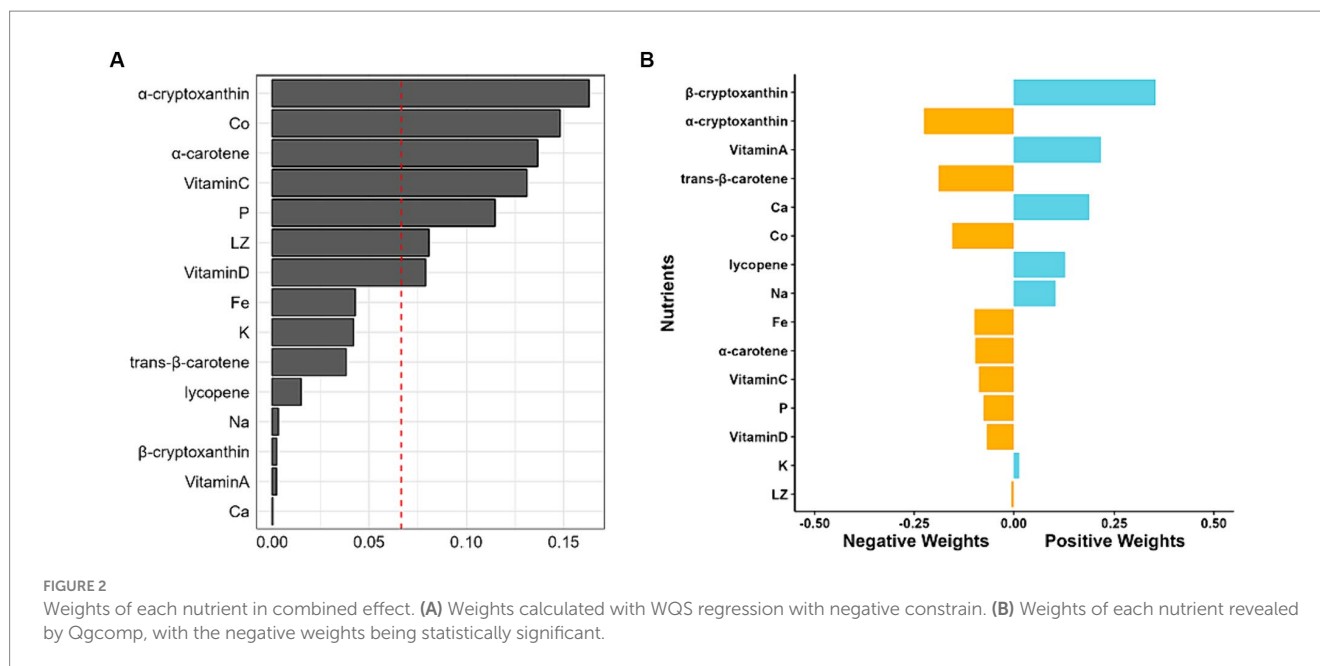 A
α-cryptoxanthin
Co
α-carotene
VitaminC
P
LZ
VitaminD
Fe
K
trans-β-carotene
lycopene
Na
β-cryptoxanthin
VitaminA
Ca
0.00 0.05 0.10 0.15
B
Nutrients
β-cryptoxanthin
α-cryptoxanthin
VitaminA
trans-β-carotene
Ca
Co
lycopene
Na
Fe
α-carotene
VitaminC
P
VitaminD
K
LZ
-0.50 -0.25 0.00 0.25 0.50
Negative Weights Positive Weights
FIGURE 2
Weights of each nutrient in combined effect. (A) Weights calculated with WQS regression with negative constrain. (B) Weights of each nutrient revealed
by Qgcomp, with the negative weights being statistically significant.